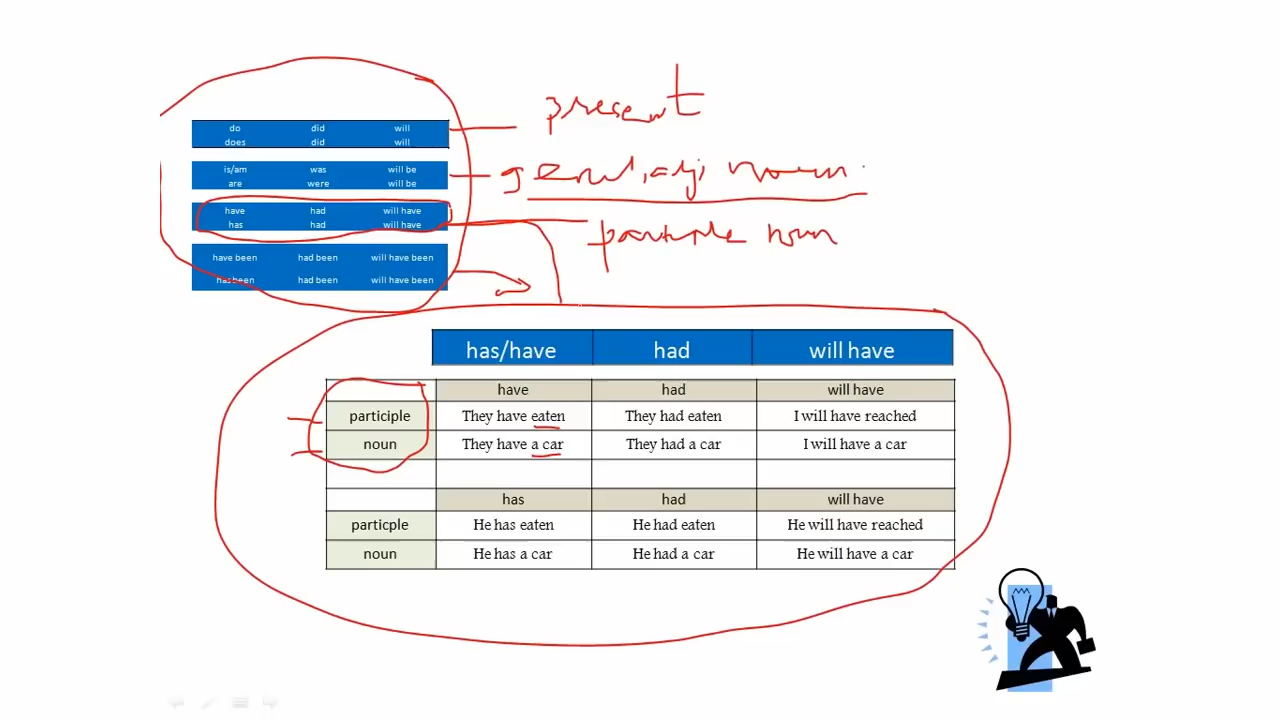 do did will
does did will
present
is/am was will be
are were will be
adj, noun
have had will have
has had will have
participle noun
have been had been will have been
has been had been will have been
has/have had will have
have had will have
participle They have eaten They had eaten I will have reached
noun They have a car They had a car I will have a car
has had will have
particple He has eaten He had eaten He will have reached
noun He has a car He had a car He will have a car